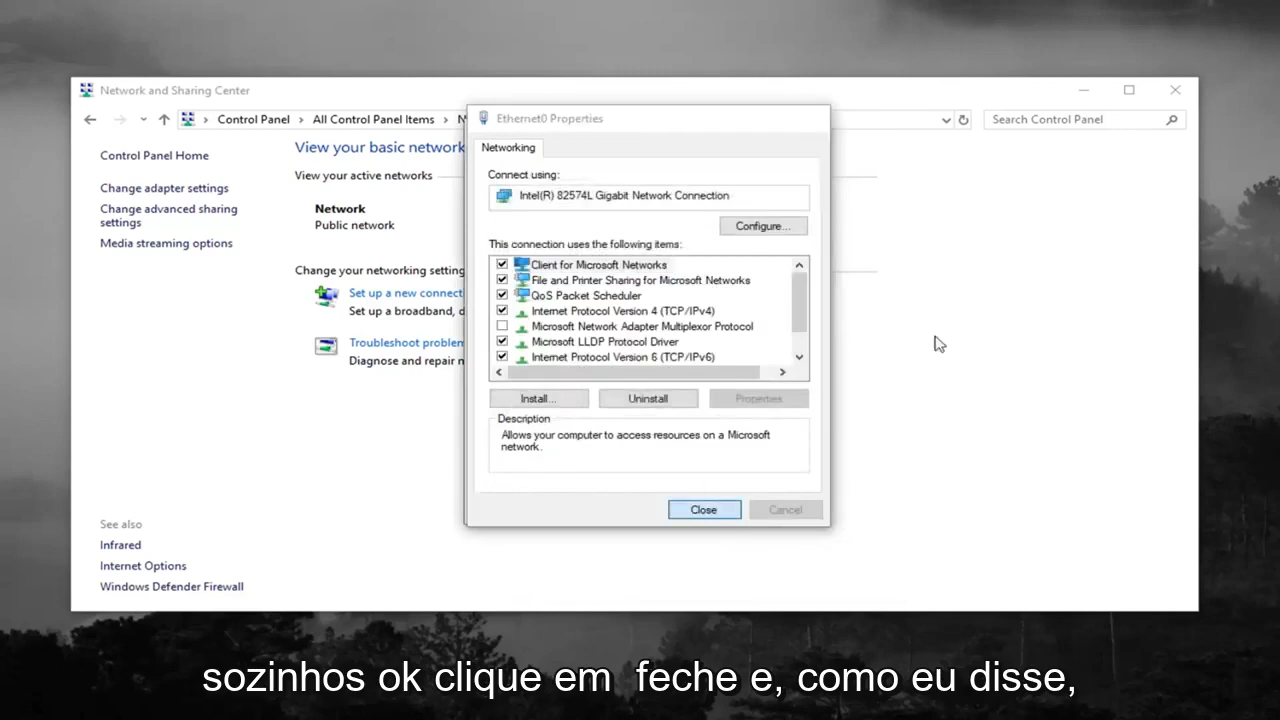 Network and Sharing Center
Control Panel > All Control Panel Items > N
Search Control Panel
Control Panel Home
Change adapter settings
Change advanced sharing
settings
Media streaming options
See also
Infrared
Internet Options
Windows Defender Firewall
View your basic network
View your active networks
Network
Public network
Change your networking setting
Set up a new connect
Set up a broadband, d
Troubleshoot problem
Diagnose and repair n
Ethernet0 Properties
Networking
Connect using:
Intel(R) 82574L Gigabit Network Connection
Configure...
This connection uses the following items:
Client for Microsoft Networks
File and Printer Sharing for Microsoft Networks
QoS Packet Scheduler
Internet Protocol Version 4 (TCP/IPv4)
Microsoft Network Adapter Multiplexor Protocol
Microsoft LLDP Protocol Driver
Internet Protocol Version 6 (TCP/IPv6)
Install...
Uninstall
Properties
Description
Allows your computer to access resources on a Microsoft
network.
Close
Cancel
sozinhos ok clique em feche e, como eu disse,